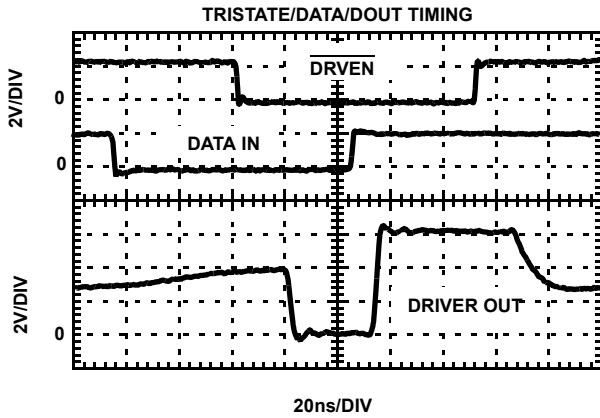 TRISTATE/DATA/DOUT TIMING
2V/DIV
0
DRVEN
0
DATA IN
2V/DIV
0
DRIVER OUT
20ns/DIV